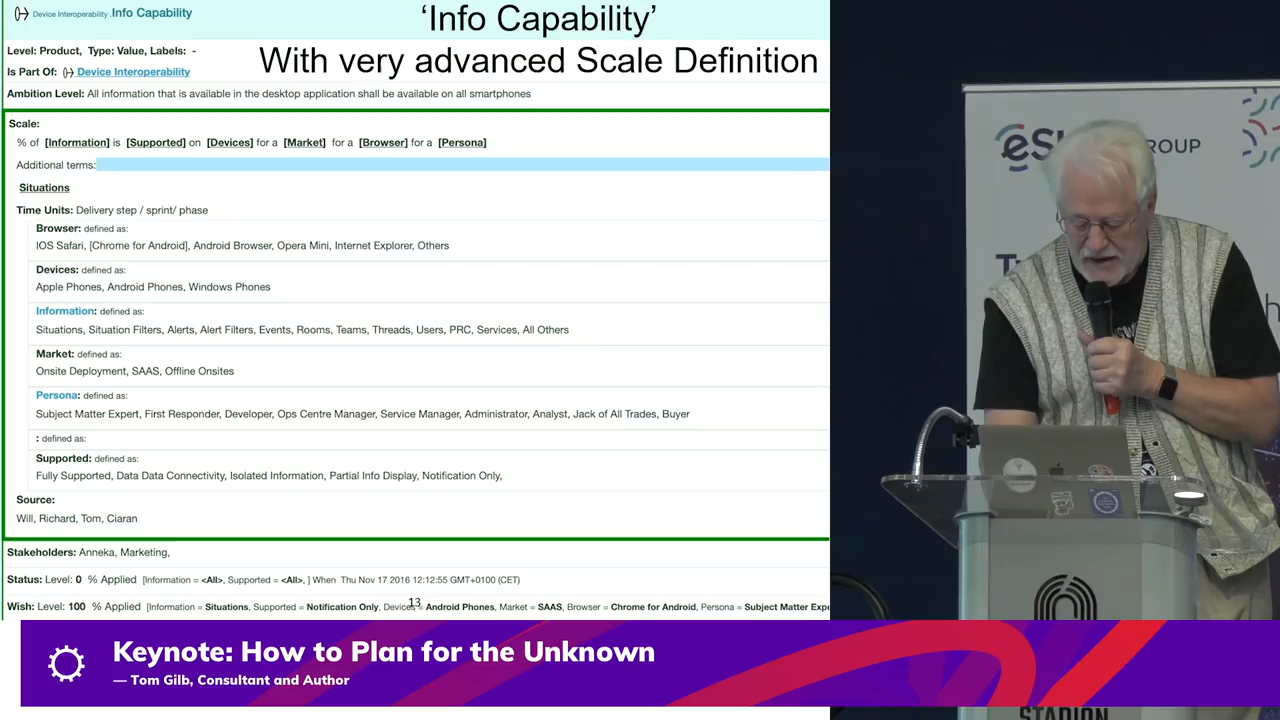 Device Interoperability .Info Capability
'Info Capability'
With very advanced Scale Definition
Level: Product, Type: Value, Labels: -
Is Part Of: Device Interoperability
Ambition Level: All information that is available in the desktop application shall be available on all smartphones
Scale:
% of [Information] is [Supported] on [Devices] for a [Market] for a [Browser] for a [Persona]
Additional terms:
Situations
Time Units: Delivery step / sprint/ phase
Browser: defined as:
IOS Safari, [Chrome for Android], Android Browser, Opera Mini, Internet Explorer, Others
Devices: defined as:
Apple Phones, Android Phones, Windows Phones
Information: defined as:
Situations, Situation Filters, Alerts, Alert Filters, Events, Rooms, Teams, Threads, Users, PRC, Services, All Others
Market: defined as:
Onsite Deployment, SAAS, Offline Onsites
Persona: defined as:
Subject Matter Expert, First Responder, Developer, Ops Centre Manager, Service Manager, Administrator, Analyst, Jack of All Trades, Buyer
: defined as:
Supported: defined as:
Fully Supported, Data Data Connectivity, Isolated Information, Partial Info Display, Notification Only,
Source:
Will, Richard, Tom, Ciaran
Stakeholders: Anneka, Marketing,
Status: Level: 0 % Applied [Information = <All>, Supported = <All>, ] When Thu Nov 17 2016 12:12:55 GMT+0100 (CET)
13
Wish: Level: 100 % Applied [Information = Situations, Supported = Notification Only, Devices = Android Phones, Market = SAAS, Browser = Chrome for Android, Persona = Subject Matter Expe
Keynote: How to Plan for the Unknown
— Tom Gilb, Consultant and Author
GROUP
STADION